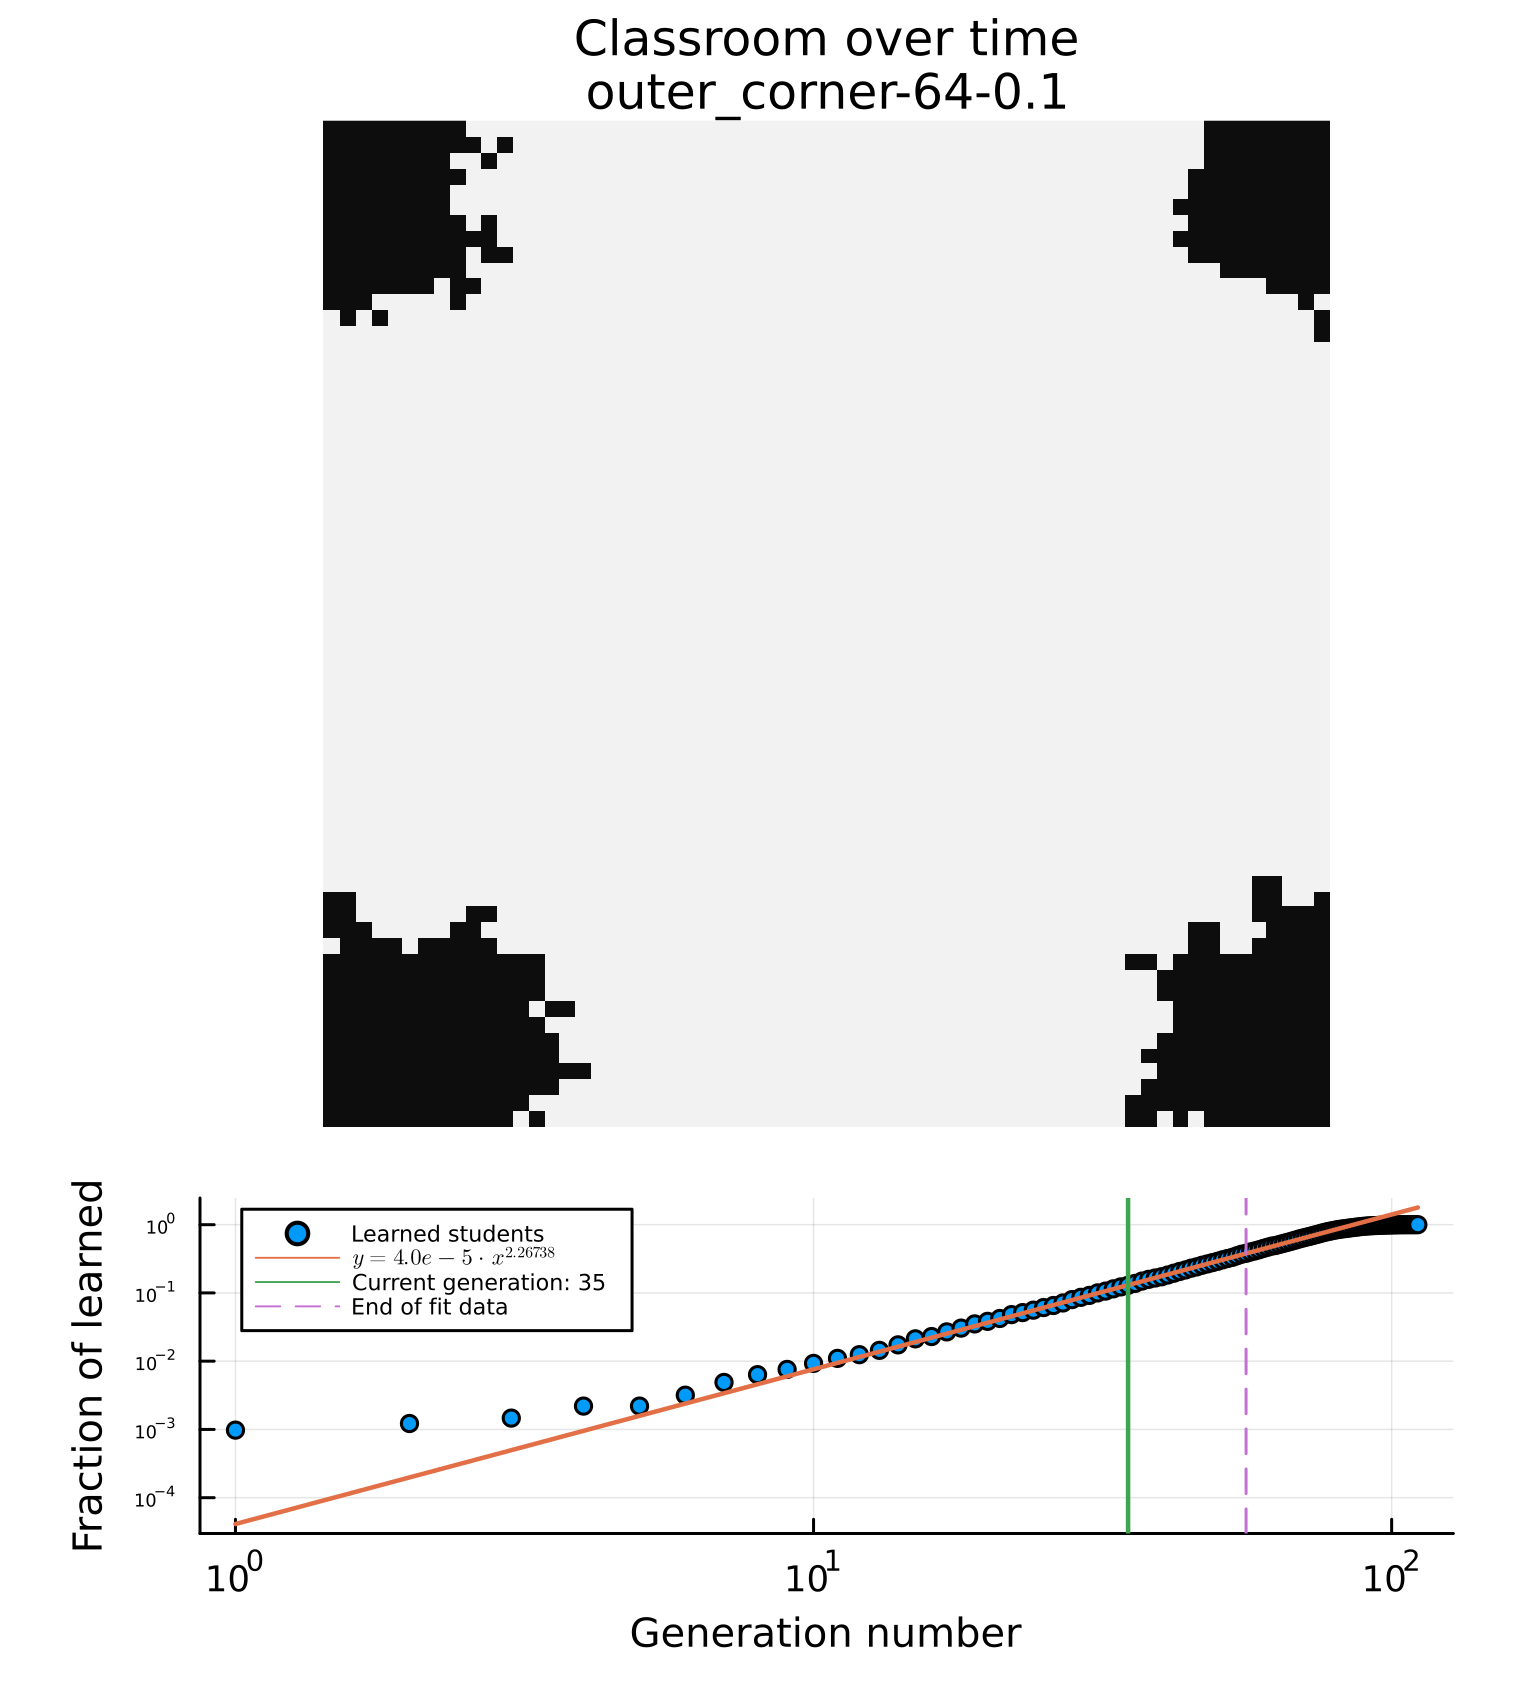 Classroom over time
outer_corner-64-0.1
Fraction of learned
10^0
10^−1
10^−2
10^−3
10^−4
Learned students
y = 4.0e − 5 · x^2.26738
Current generation: 35
End of fit data
10^0 10^1 10^2
Generation number